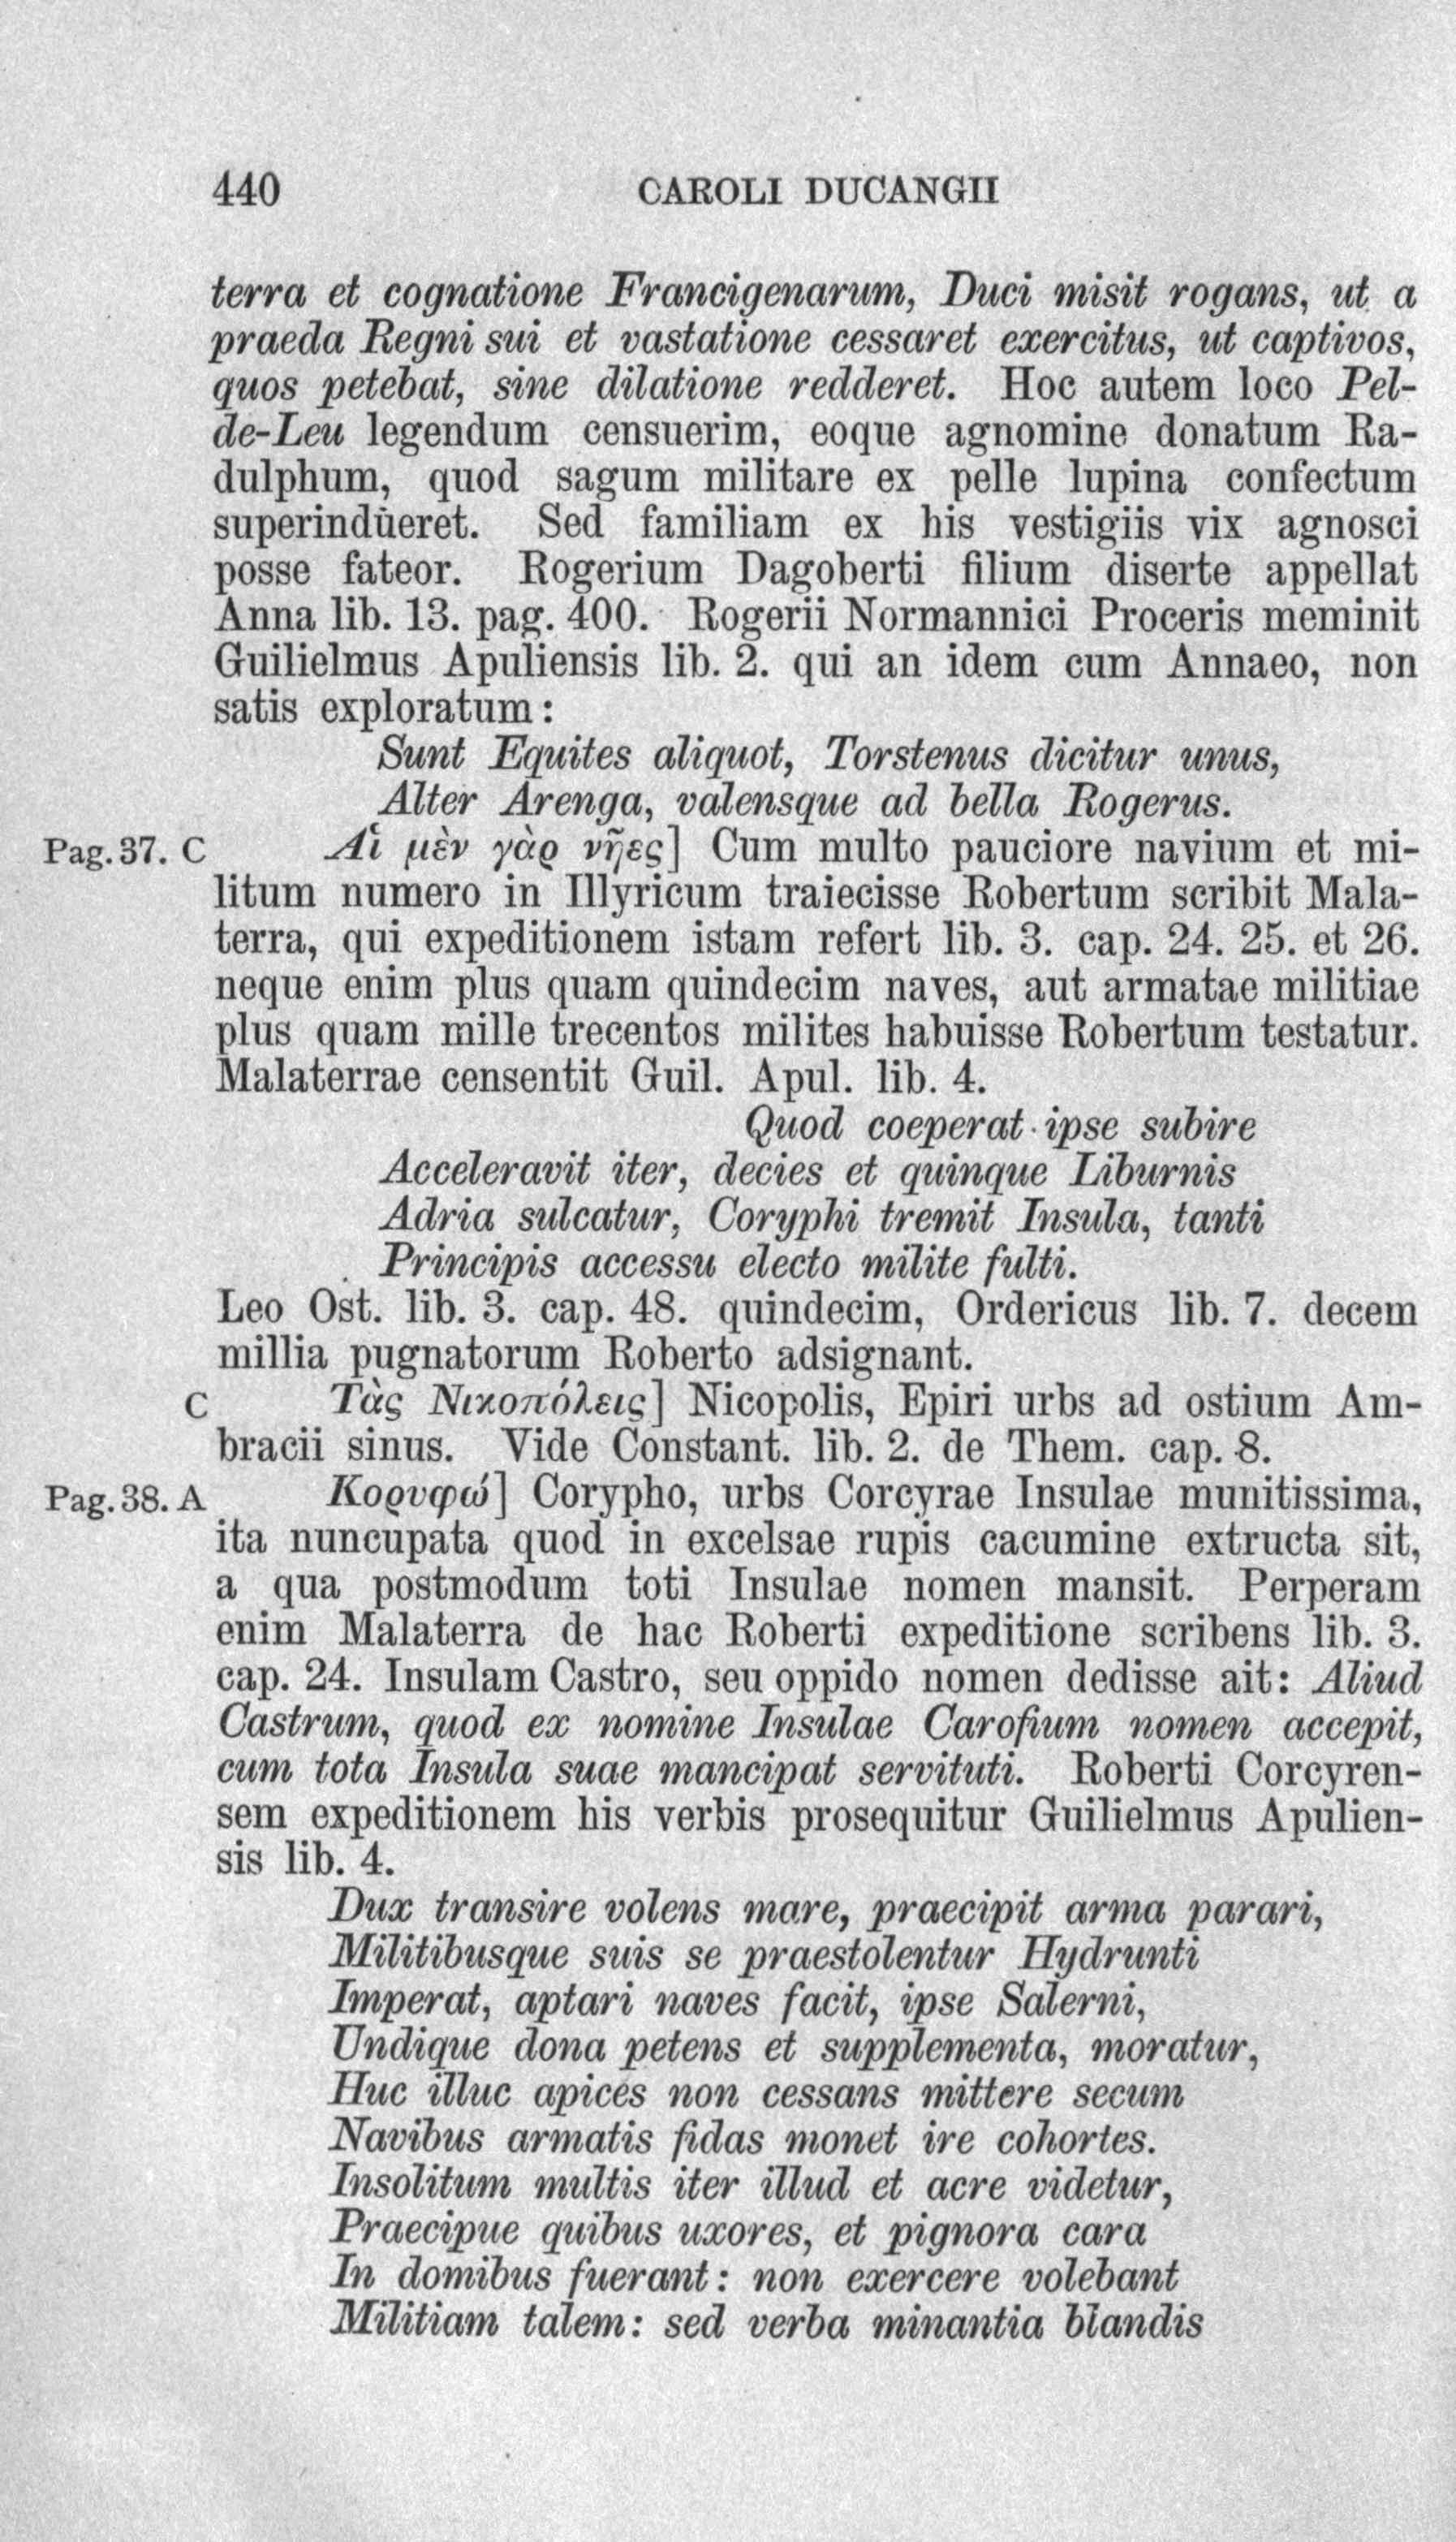 440 CAROLI DUCANGII
terra et cognatione Francigenarum, Duci misit rogans, ut a
praeda Regni sui et vastatione cessaret exercitus, ut captivos,
quos petebat, sine dilatione redderet. Hoc autem loco Pel-
de-Leu legendum censuerim, eoque agnomine donatum Ra-
dulphum, quod sagum militare ex pelle lupina confectum
superindueret. Sed familiam ex his vestigiis vix agnosci
posse fateor. Rogerium Dagoberti filium diserte appellat
Anna lib. 13. pag. 400. Rogerii Normannici Proceris meminit
Guilielmus Apuliensis lib. 2. qui an idem cum Annaeo, non
satis exploratum:
Sunt Equites aliquot, Torstenus dicitur unus,
Alter Arenga, valensque ad bella Rogerus.
Pag. 37. C Αἱ μὲν γὰρ νῆες] Cum multo pauciore navium et mi-
litum numero in Illyricum traiecisse Robertum scribit Mala-
terra, qui expeditionem istam refert lib. 3. cap. 24. 25. et 26.
neque enim plus quam quindecim naves, aut armatae militiae
plus quam mille trecentos milites habuisse Robertum testatur.
Malaterrae censentit Guil. Apul. lib. 4.
Quod coeperat ipse subire
Acceleravit iter, decies et quinque Liburnis
Adria sulcatur, Coryphi tremit Insula, tanti
Principis accessu electo milite fulti.
Leo Ost. lib. 3. cap. 48. quindecim, Ordericus lib. 7. decem
millia pugnatorum Roberto adsignant.
C Τὰς Νικοπόλεις] Nicopolis, Epiri urbs ad ostium Am-
bracii sinus. Vide Constant. lib. 2. de Them. cap. 8.
Pag. 38. A Κορυφώ] Corypho, urbs Corcyrae Insulae munitissima,
ita nuncupata quod in excelsae rupis cacumine extructa sit,
a qua postmodum toti Insulae nomen mansit. Perperam
enim Malaterra de hac Roberti expeditione scribens lib. 3.
cap. 24. Insulam Castro, seu oppido nomen dedisse ait: Aliud
Castrum, quod ex nomine Insulae Carofium nomen accepit,
cum tota Insula suae mancipat servituti. Roberti Corcyren-
sem expeditionem his verbis prosequitur Guilielmus Apulien-
sis lib. 4.
Dux transire volens mare, praecipit arma parari,
Militibusque suis se praestolentur Hydrunti
Imperat, aptari naves facit, ipse Salerni,
Undique dona petens et supplementa, moratur,
Huc illuc apices non cessans mittere secum
Navibus armatis fidas monet ire cohortes.
Insolitum multis iter illud et acre videtur,
Praecipue quibus uxores, et pignora cara
In domibus fuerant: non exercere volebant
Militiam talem: sed verba minantia blandis